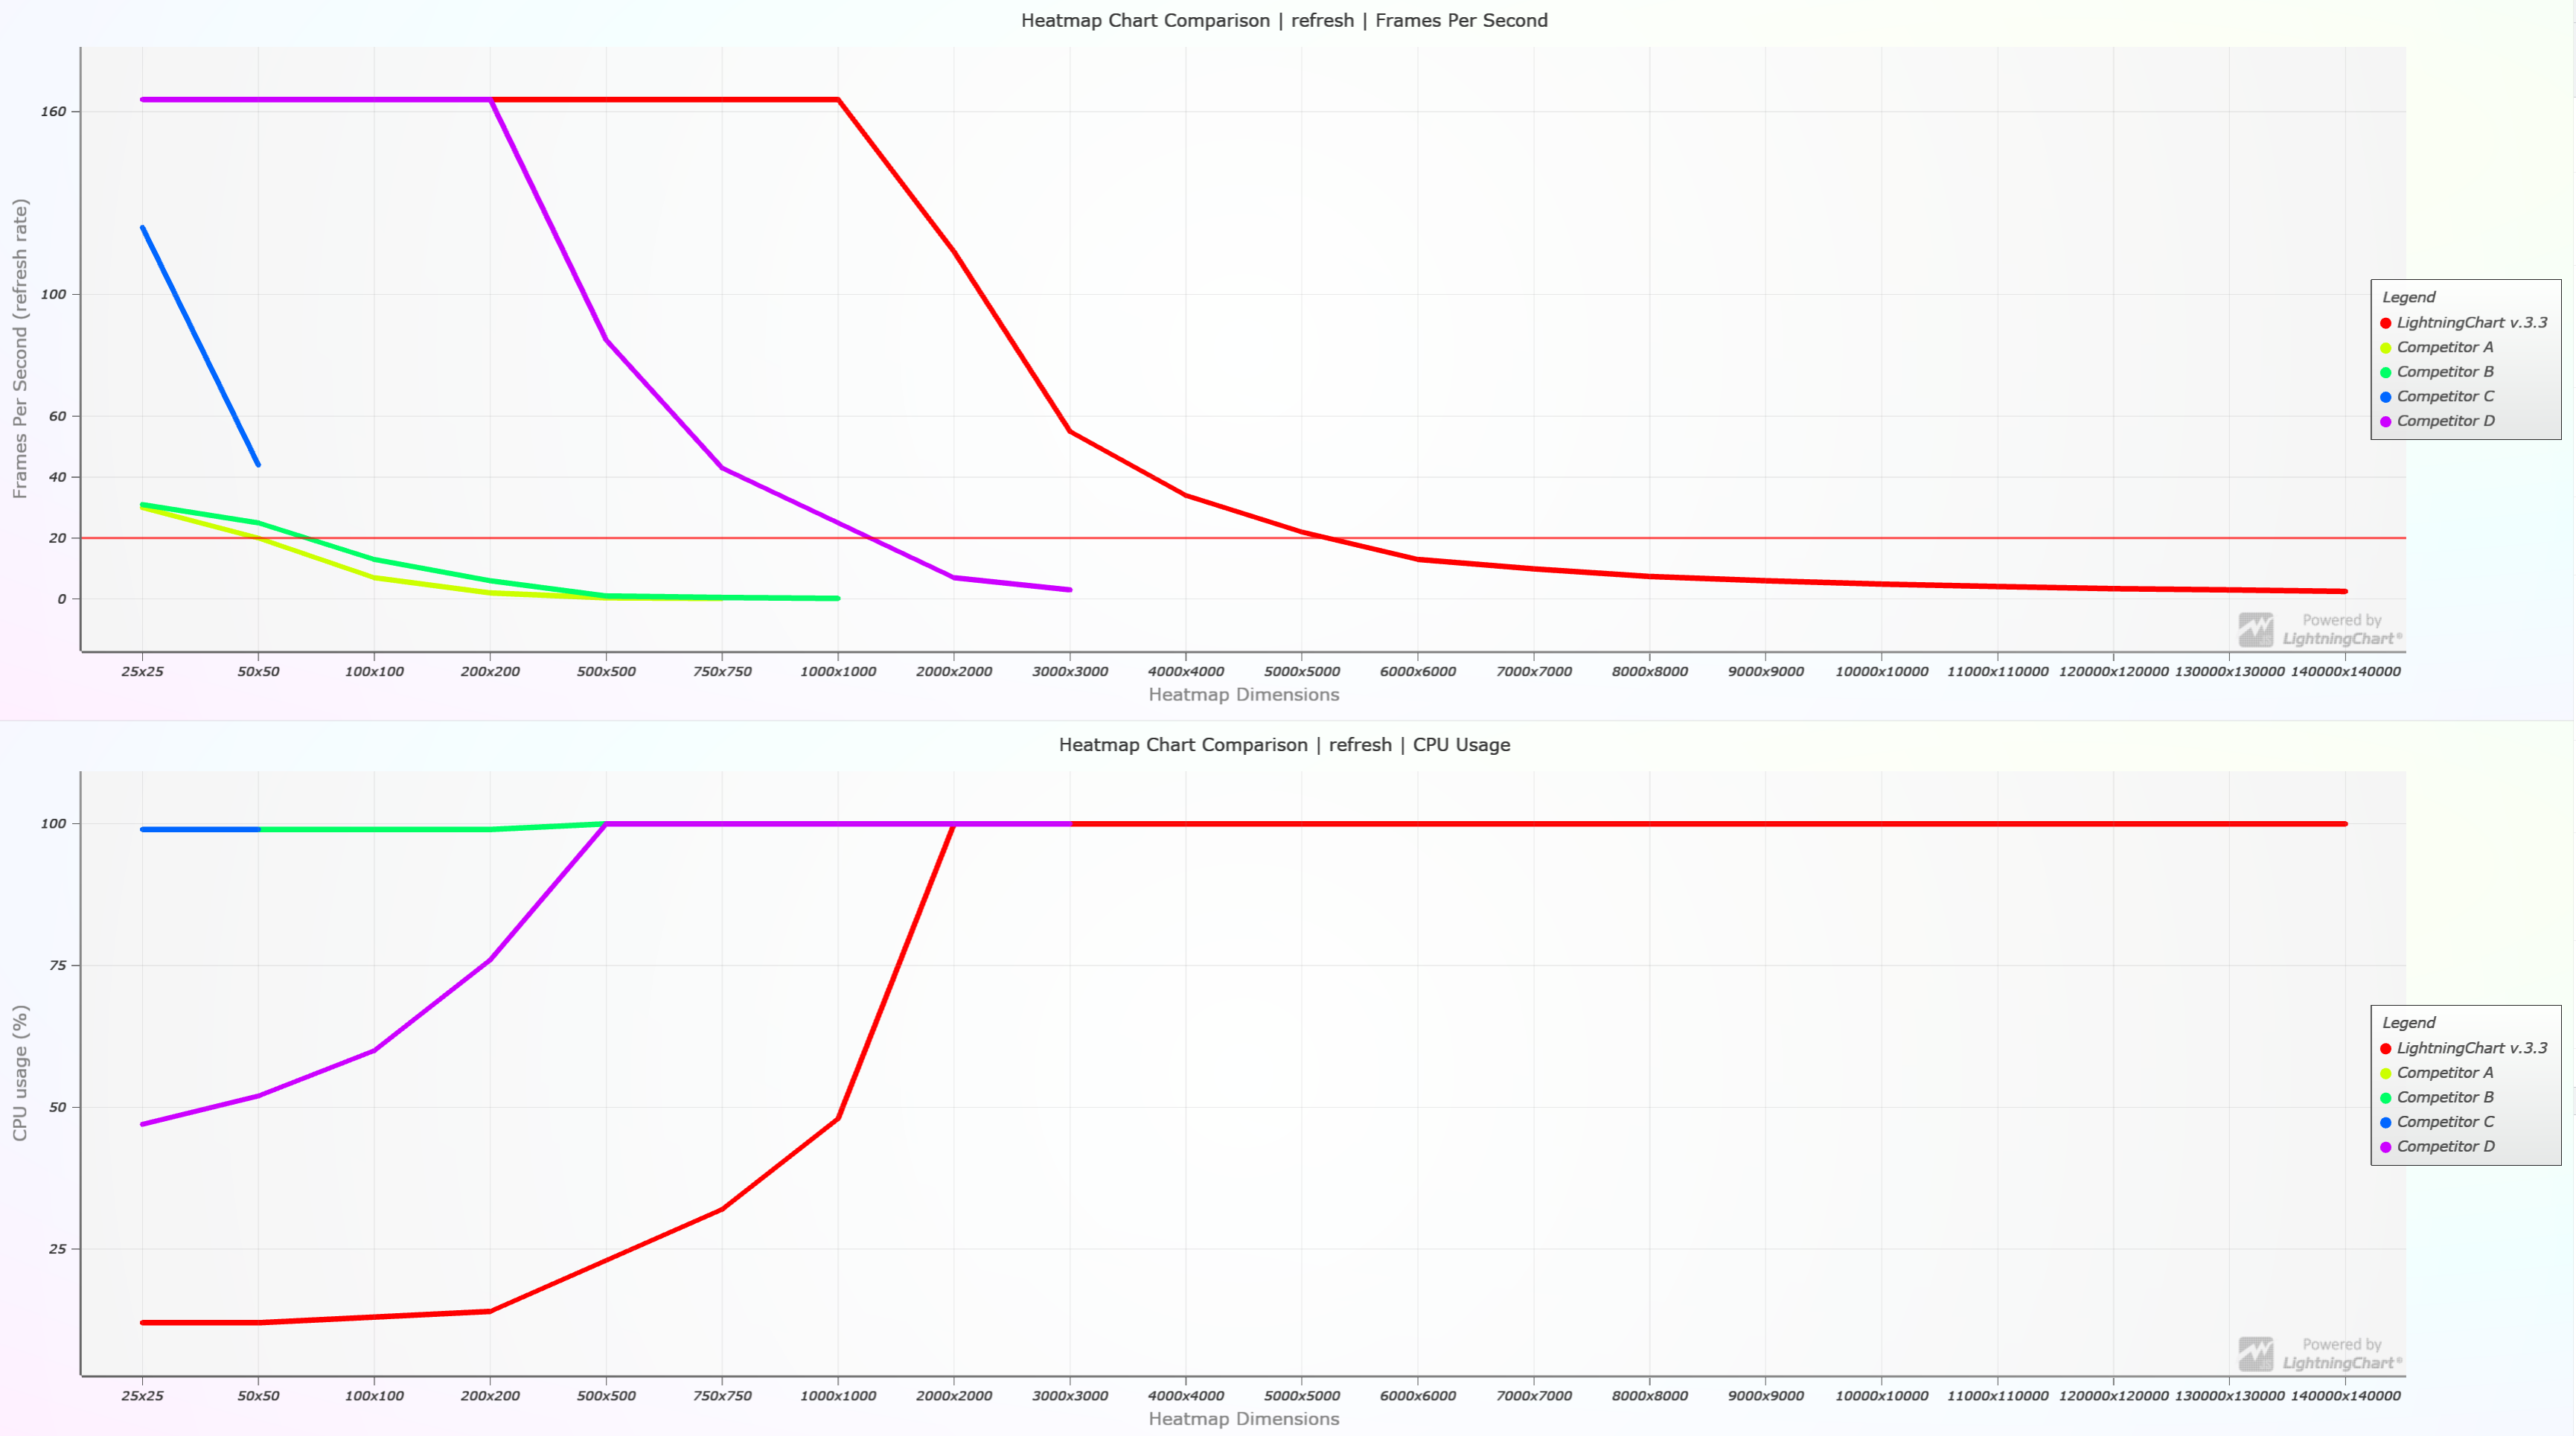 Heatmap Chart Comparison | refresh | Frames Per Second
Frames Per Second (refresh rate)
160
100
60
40
20
0
25x25 50x50 100x100 200x200 500x500 750x750 1000x1000 2000x2000 3000x3000 4000x4000 5000x5000 6000x6000 7000x7000 8000x8000 9000x9000 10000x10000 11000x110000 120000x120000 130000x130000 140000x140000
Heatmap Dimensions
Legend
LightningChart v.3.3
Competitor A
Competitor B
Competitor C
Competitor D
Powered by
LightningChart®
Heatmap Chart Comparison | refresh | CPU Usage
CPU usage (%)
100
75
50
25
25x25 50x50 100x100 200x200 500x500 750x750 1000x1000 2000x2000 3000x3000 4000x4000 5000x5000 6000x6000 7000x7000 8000x8000 9000x9000 10000x10000 11000x110000 120000x120000 130000x130000 140000x140000
Heatmap Dimensions
Legend
LightningChart v.3.3
Competitor A
Competitor B
Competitor C
Competitor D
Powered by
LightningChart®